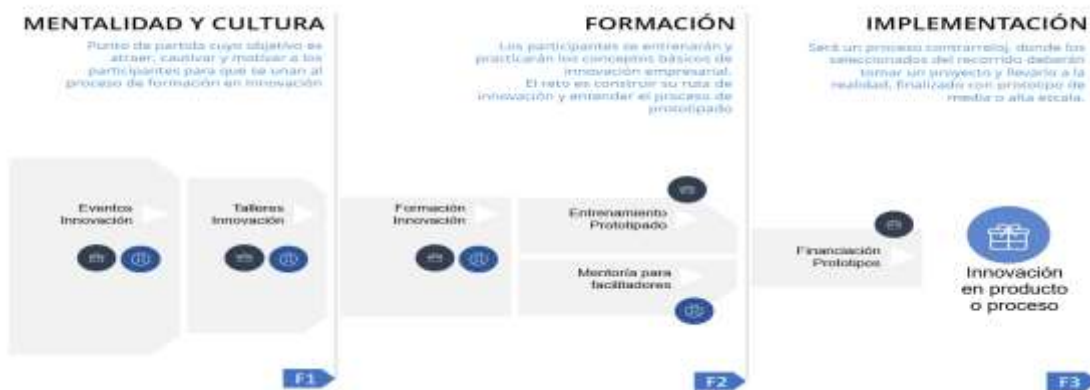 MENTALIDAD Y CULTURA
Punto de partida cuyo objetivo es
atraer, cautivar y motivar a los
participantes para que se unan al
proceso de formación en Innovación
FORMACIÓN
Los participantes se entrenarán y
practicarán los conceptos básicos de
innovación empresarial.
El reto es construir su ruta de
innovación y entender el proceso de
prototipado
IMPLEMENTACIÓN
Será un proceso contrarreloj, donde los
seleccionados del recorrido deberán
tomar un proyecto y llevarlo a la
realidad, finalizado con prototipo de
media o alta escala.
Eventos
Innovación
Talleres
Innovación
Formación
Innovación
Entrenamiento
Prototipado
Mentoría para
facilitadores
Financiación
Prototipos
Innovación
en producto
o proceso
F1
F2
F3